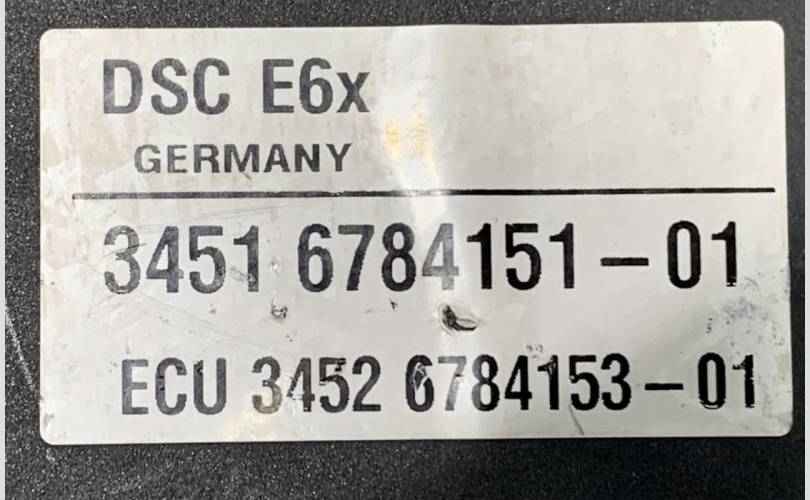 DSC E6x
GERMANY
3451 6784151-01
ECU 3452 6784153-01